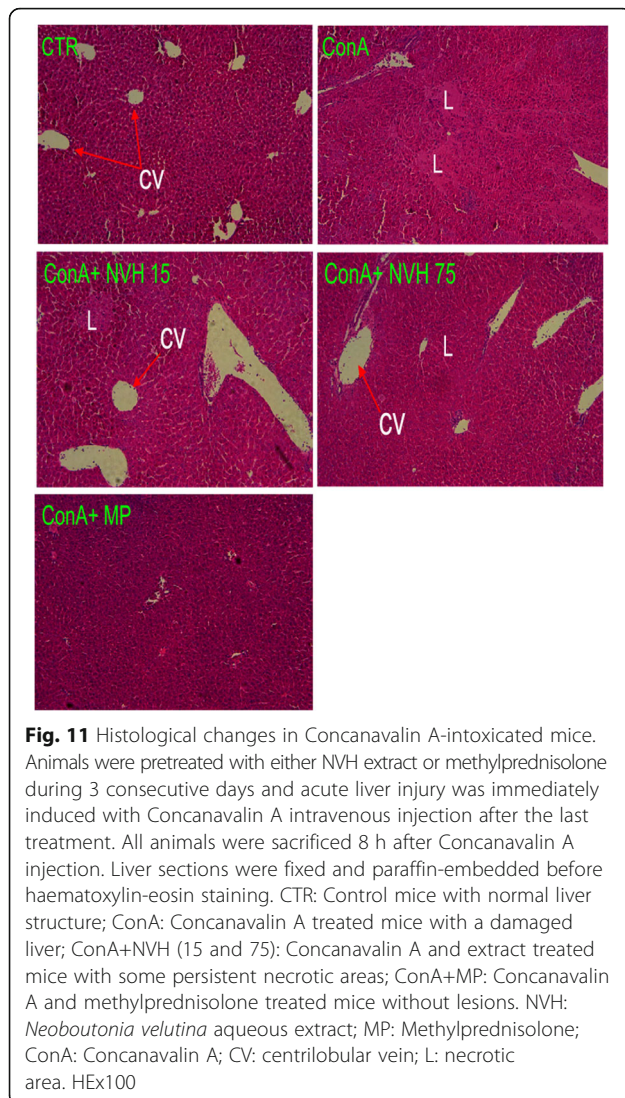 CTR
ConA
CV
L
L
ConA+ NVH 15
ConA+ NVH 75
L
CV
L
CV
ConA+ MP
Fig. 11 Histological changes in Concanavalin A-intoxicated mice.
Animals were pretreated with either NVH extract or methylprednisolone
during 3 consecutive days and acute liver injury was immediately
induced with Concanavalin A intravenous injection after the last
treatment. All animals were sacrificed 8 h after Concanavalin A
injection. Liver sections were fixed and paraffin-embedded before
haematoxylin-eosin staining. CTR: Control mice with normal liver
structure; ConA: Concanavalin A treated mice with a damaged
liver; ConA+NVH (15 and 75): Concanavalin A and extract treated
mice with some persistent necrotic areas; ConA+MP: Concanavalin
A and methylprednisolone treated mice without lesions. NVH:
Neoboutonia velutina aqueous extract; MP: Methylprednisolone;
ConA: Concanavalin A; CV: centrilobular vein; L: necrotic
area. HEx100